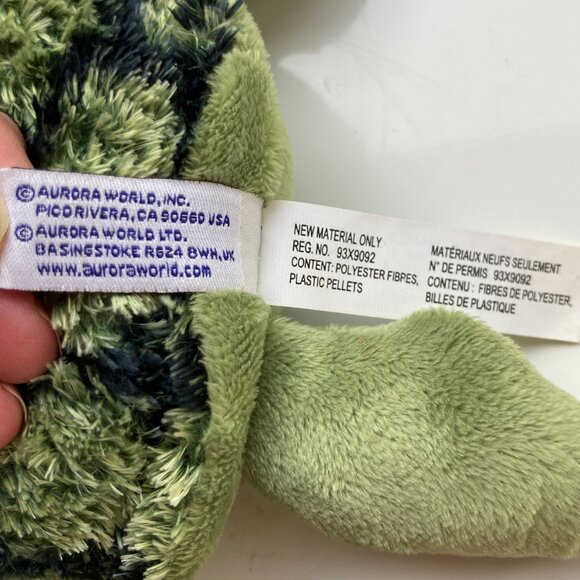 © AURORA WORLD, INC.
PICO RIVERA, CA 90660 USA
© AURORA WORLD LTD.
BASINGSTOKE RG24 8WH, UK
www.auroraworld.com
NEW MATERIAL ONLY
REG. NO. 93X9092
CONTENT: POLYESTER FIBRES,
PLASTIC PELLETS
MATÉRIAUX NEUFS SEULEMENT
N° DE PERMIS 93X9092
CONTENU : FIBRES DE POLYESTER,
BILLES DE PLASTIQUE